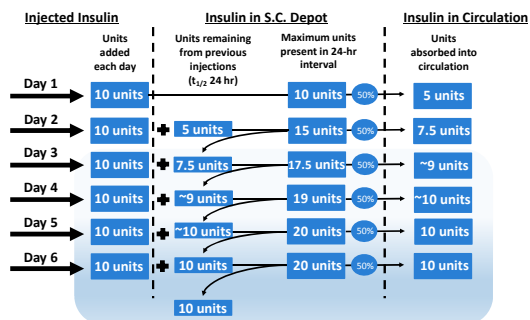 Injected Insulin Insulin in S.C. Depot Insulin in Circulation
Units
added
each day
Units remaining
from previous
injections
(t1/2 24 hr)
Maximum units
present in 24-hr
interval
Units
absorbed into
circulation
Day 1
10 units 10 units 50% 5 units
Day 2
10 units + 5 units 15 units 50% 7.5 units
Day 3
10 units + 7.5 units 17.5 units 50% ~9 units
Day 4
10 units + ~9 units 19 units 50% ~10 units
Day 5
10 units + ~10 units 20 units 50% 10 units
Day 6
10 units + 10 units 20 units 50% 10 units
10 units